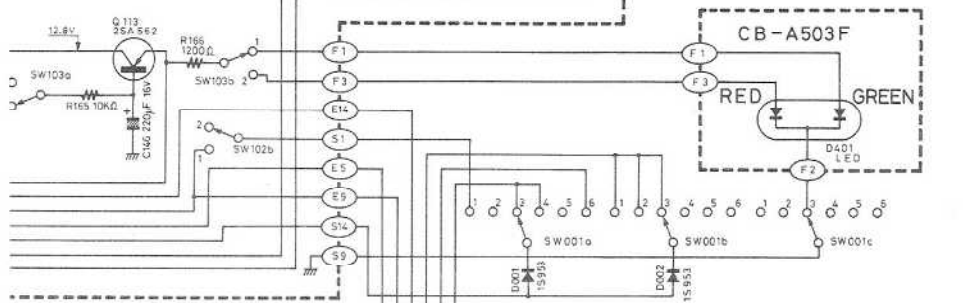 Q 113
2SA562
12.8V
R166
1200Ω
1
F1
F1
CB-A503F
SW103a
SW103b
2
F3
F3
RED
GREEN
R165 10KΩ
+
C146 220µF 16V
E14
2
S1
SW102b
1
D401
LED
E5
F2
E9
1 2 3 4 5 6 1 2 3 4 5 6 1 2 3 4 5 6
S14
SW001a
SW001b
SW001c
S9
D001
1S953
D002
1S953